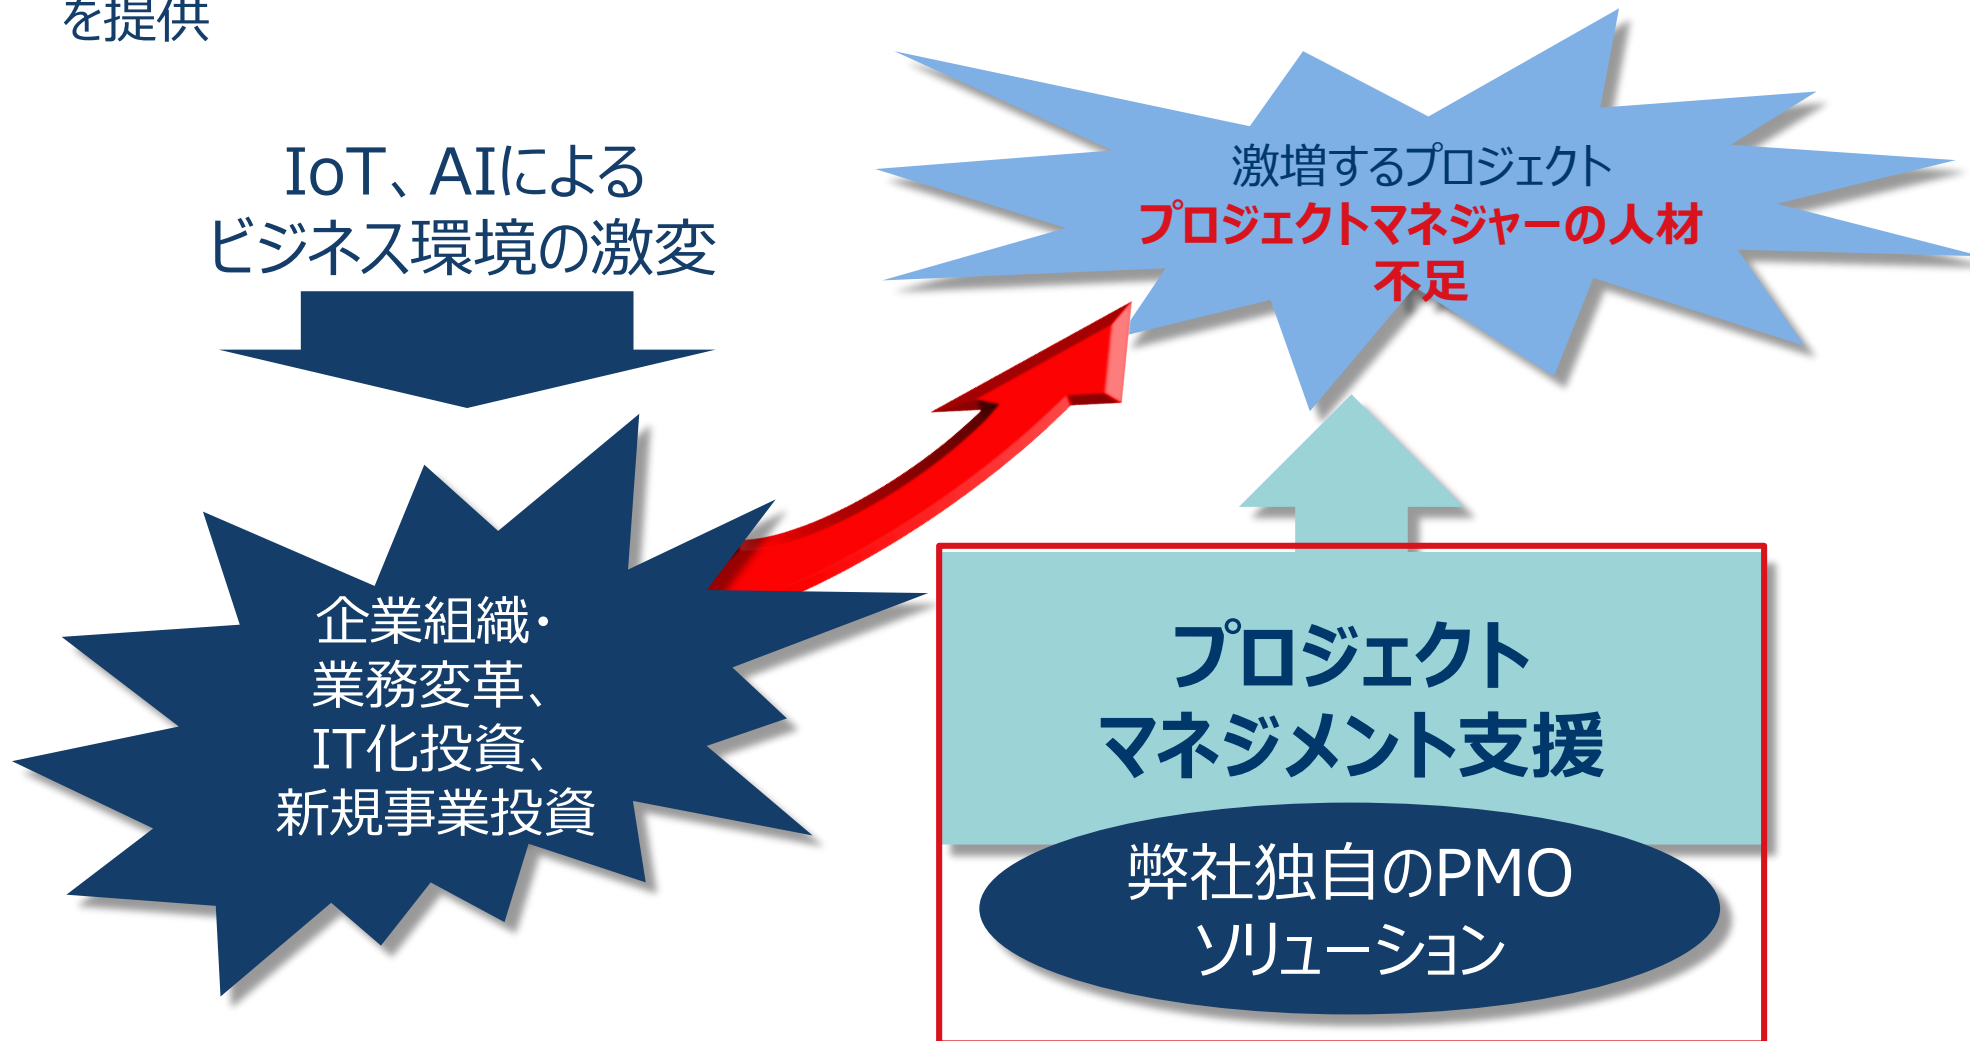 を提供
IoT、AIによる
ビジネス環境の激変
激増するプロジェクト
プロジェクトマネジャーの人材
不足
企業組織・
業務変革、
IT化投資、
新規事業投資
プロジェクト
マネジメント支援
弊社独自のPMO
ソリューション